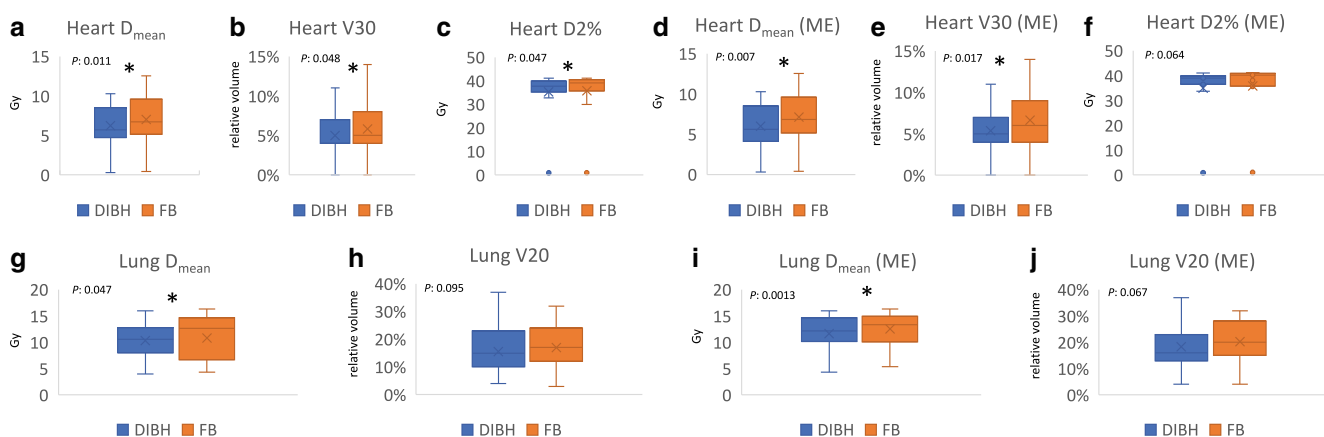 a
Heart Dmean
P: 0.011
*
15
10
5
0
Gy
DIBH FB
b
Heart V30
P: 0.048
*
15%
10%
5%
0%
relative volume
DIBH FB
c
Heart D2%
P: 0.047
*
50
40
30
20
10
0
Gy
DIBH FB
d
Heart Dmean (ME)
P: 0.007
*
15
10
5
0
Gy
DIBH FB
e
Heart V30 (ME)
P: 0.017
*
15%
10%
5%
0%
relative volume
DIBH FB
f
Heart D2% (ME)
P: 0.064
50
40
30
20
10
0
Gy
DIBH FB
g
Lung Dmean
P: 0.047
*
20
15
10
5
0
Gy
DIBH FB
h
Lung V20
P: 0.095
40%
30%
20%
10%
0%
relative volume
DIBH FB
i
Lung Dmean (ME)
P: 0.0013
*
20
15
10
5
0
Gy
DIBH FB
j
Lung V20 (ME)
P: 0.067
40%
30%
20%
10%
0%
relative volume
DIBH FB